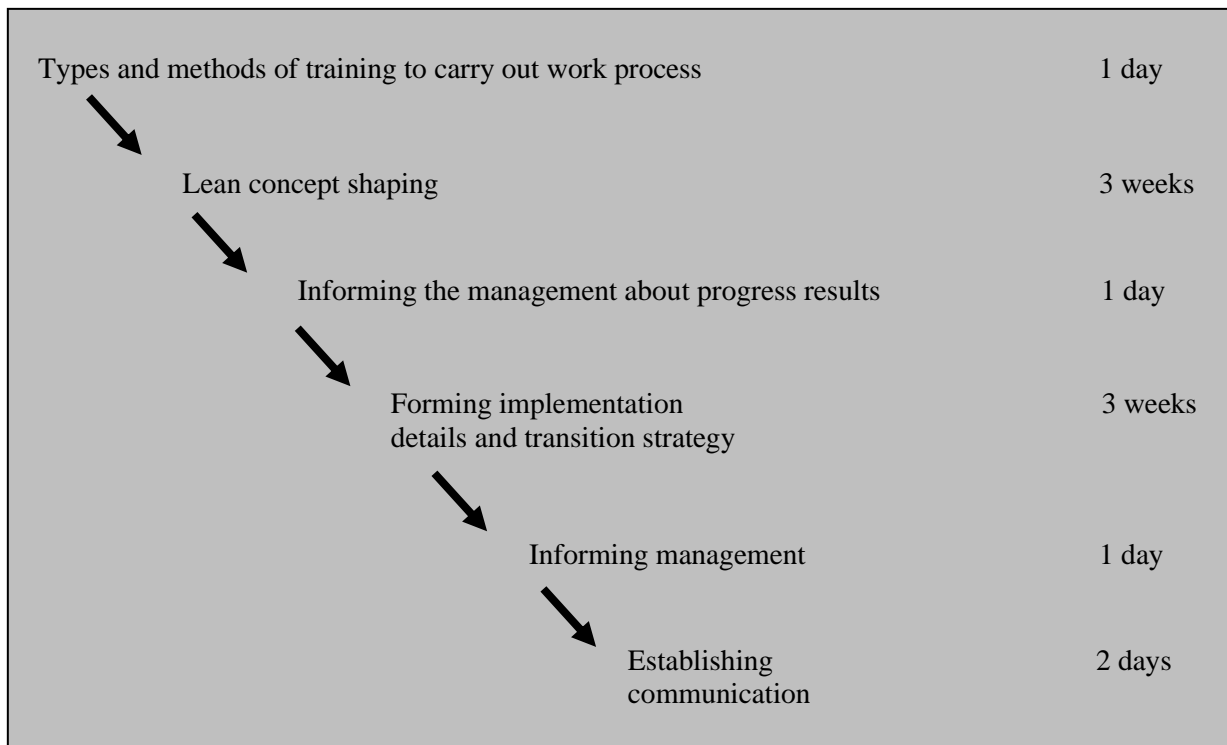 Types and methods of training to carry out work process 1 day
Lean concept shaping 3 weeks
Informing the management about progress results 1 day
Forming implementation 3 weeks
details and transition strategy
Informing management 1 day
Establishing 2 days
communication